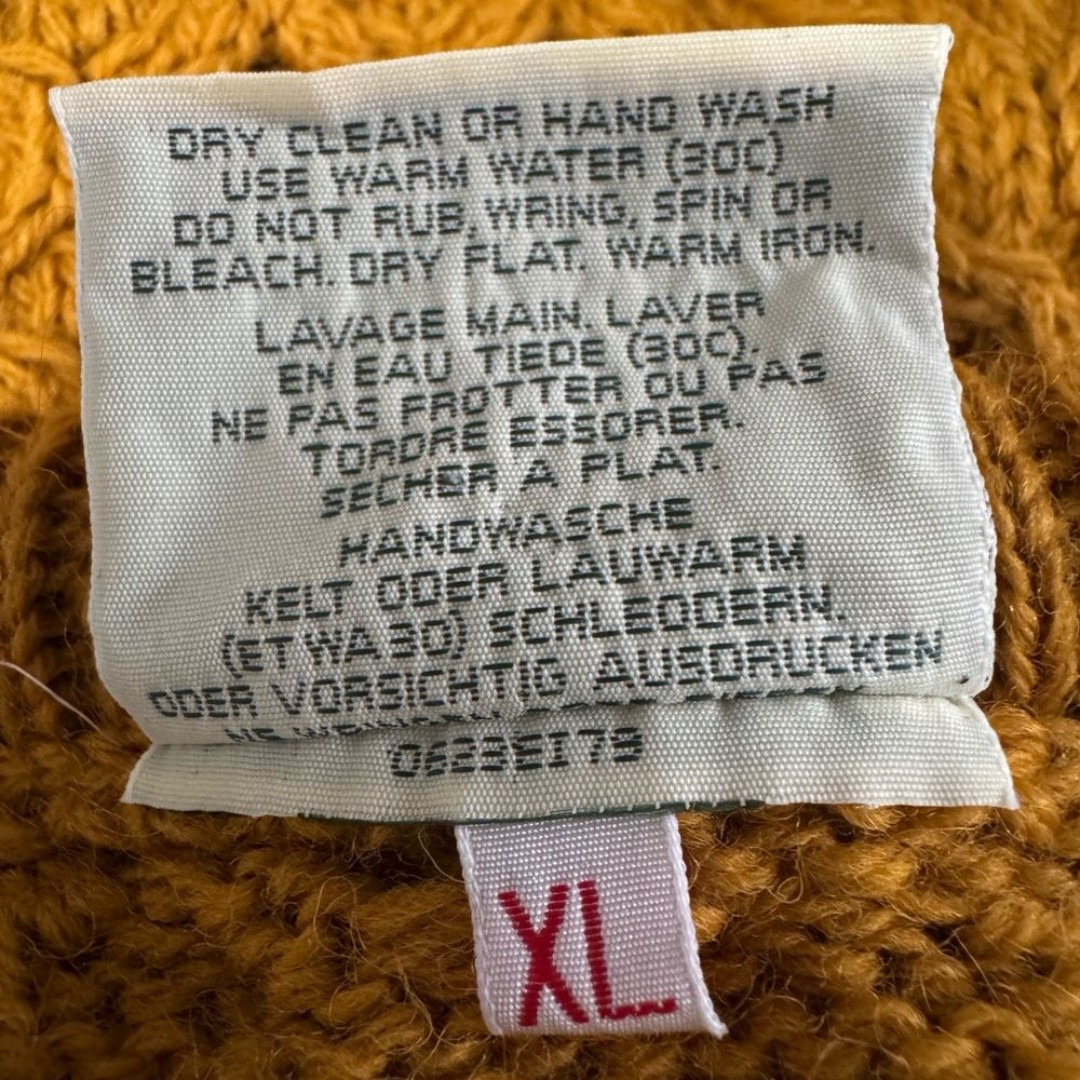 DRY CLEAN OR HAND WASH
USE WARM WATER (30C)
DO NOT RUB, WRING, SPIN OR
BLEACH. DRY FLAT. WARM IRON.
LAVAGE MAIN. LAVER
EN EAU TIEDE (30C).
NE PAS FROTTER OU PAS
TORDRE ESSORER.
SECHER A PLAT.
HANDWASCHE
KELT ODER LAUWARM
(ETWA 30) SCHLEODERN.
ODER VORSICHTIG AUSDRUCKEN
XL